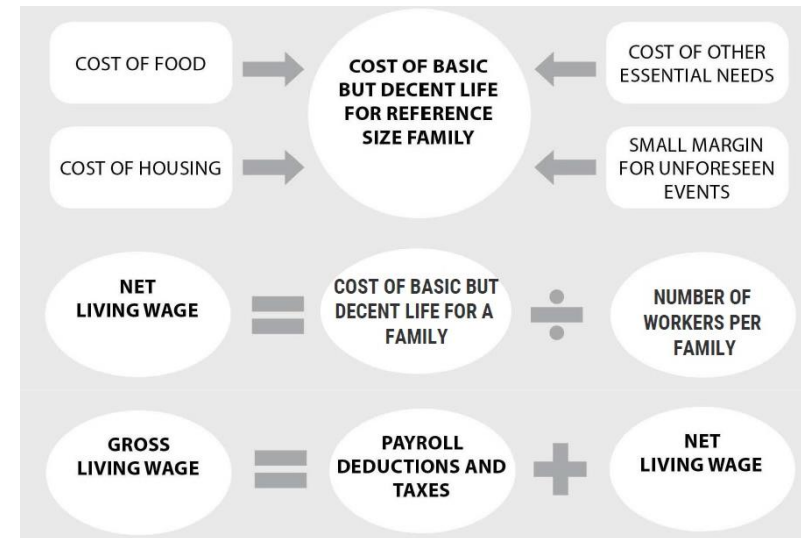 COST OF FOOD
COST OF HOUSING
COST OF BASIC
BUT DECENT LIFE
FOR REFERENCE
SIZE FAMILY
COST OF OTHER
ESSENTIAL NEEDS
SMALL MARGIN
FOR UNFORESEEN
EVENTS
NET
LIVING WAGE
=
COST OF BASIC BUT
DECENT LIFE FOR A
FAMILY
÷
NUMBER OF
WORKERS PER
FAMILY
GROSS
LIVING WAGE
=
PAYROLL
DEDUCTIONS AND
TAXES
+
NET
LIVING WAGE